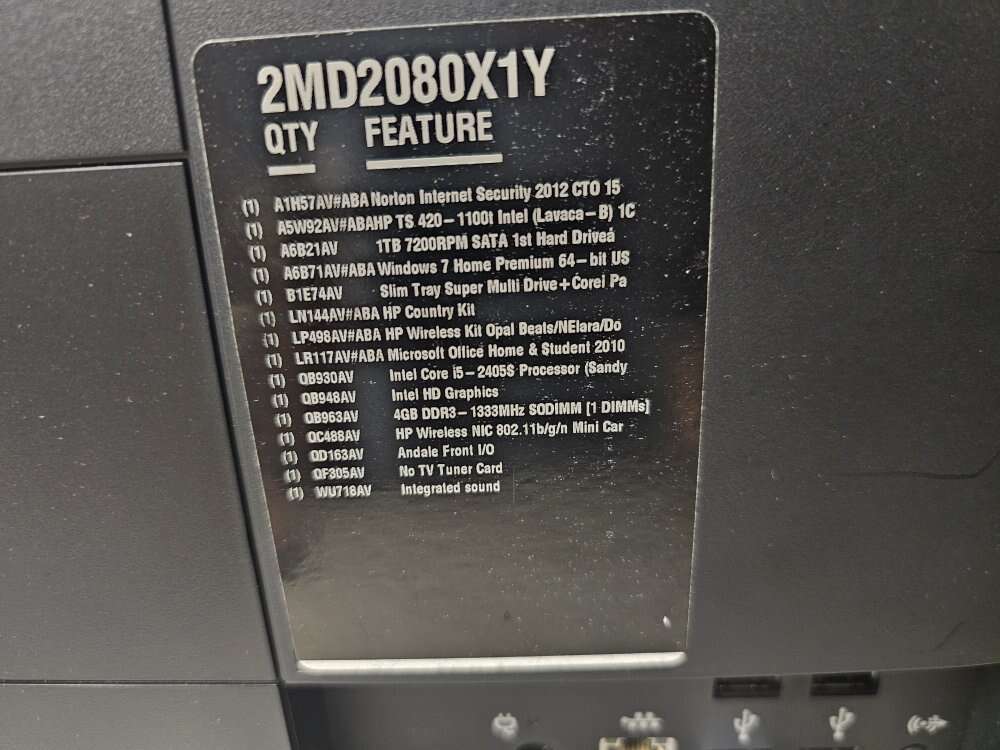 2MD2080X1Y
QTY FEATURE
(1) A1H57AV#ABA Norton Internet Security 2012 CTO 15
(1) A5W92AV#ABAHP TS 420-1100t Intel (Lavaca-B) 1C
(1) A6B21AV 1TB 7200RPM SATA 1st Hard Driveå
(1) A6B71AV#ABA Windows 7 Home Premium 64-bit US
(1) B1E74AV Slim Tray Super Multi Drive+Corel Pa
(1) LN144AV#ABA HP Country Kit
(1) LP498AV#ABA HP Wireless Kit Opal Beats/NElara/Do
(1) LR117AV#ABA Microsoft Office Home & Student 2010
(1) QB930AV Intel Core i5-2405S Processor (Sandy
(1) QB948AV Intel HD Graphics
(1) QB963AV 4GB DDR3-1333MHz SODIMM [1 DIMMs]
(1) QC488AV HP Wireless NIC 802.11b/g/n Mini Car
(1) QD163AV Andale Front I/O
(1) QF305AV No TV Tuner Card
(1) WU718AV Integrated sound